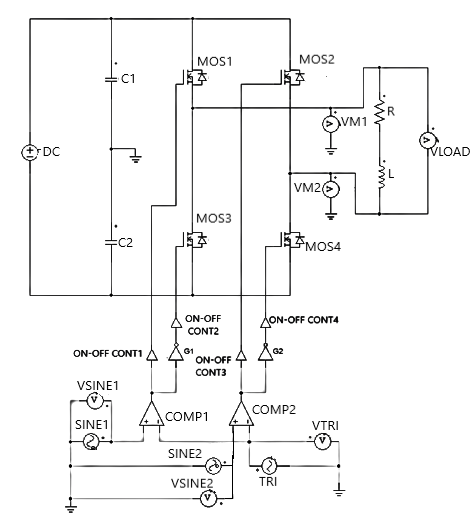 MOS1
MOS2
C1
DC
VM1
R
VLOAD
L
VM2
MOS3
MOS4
C2
ON-OFF
CONT2
ON-OFF CONT4
ON-OFF CONT1
G1
ON-OFF
CONT3
G2
VSINE1
SINE1
COMP1
COMP2
VTRI
SINE2
TRI
VSINE2